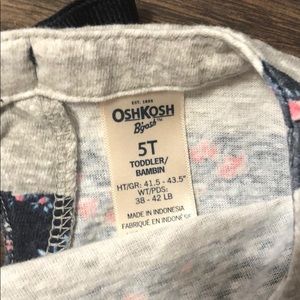 EST. 1895
OSHKOSH
B'gosh™
5T
TODDLER/
BAMBIN
HT/GR: 41.5 - 43.5"
WT/PDS:
38 - 42 LB
MADE IN INDONESIA
FABRIQUÉ EN INDONÉSIE